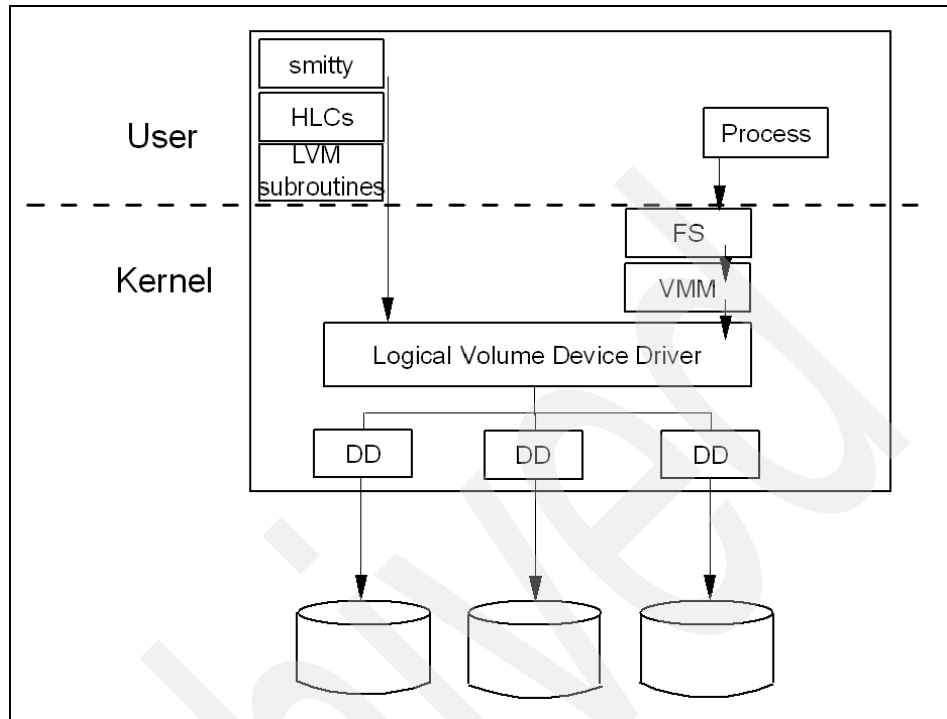 smitty
HLCs
LVM
subroutines
User
Process
Kernel
FS
VMM
Logical Volume Device Driver
DD
DD
DD